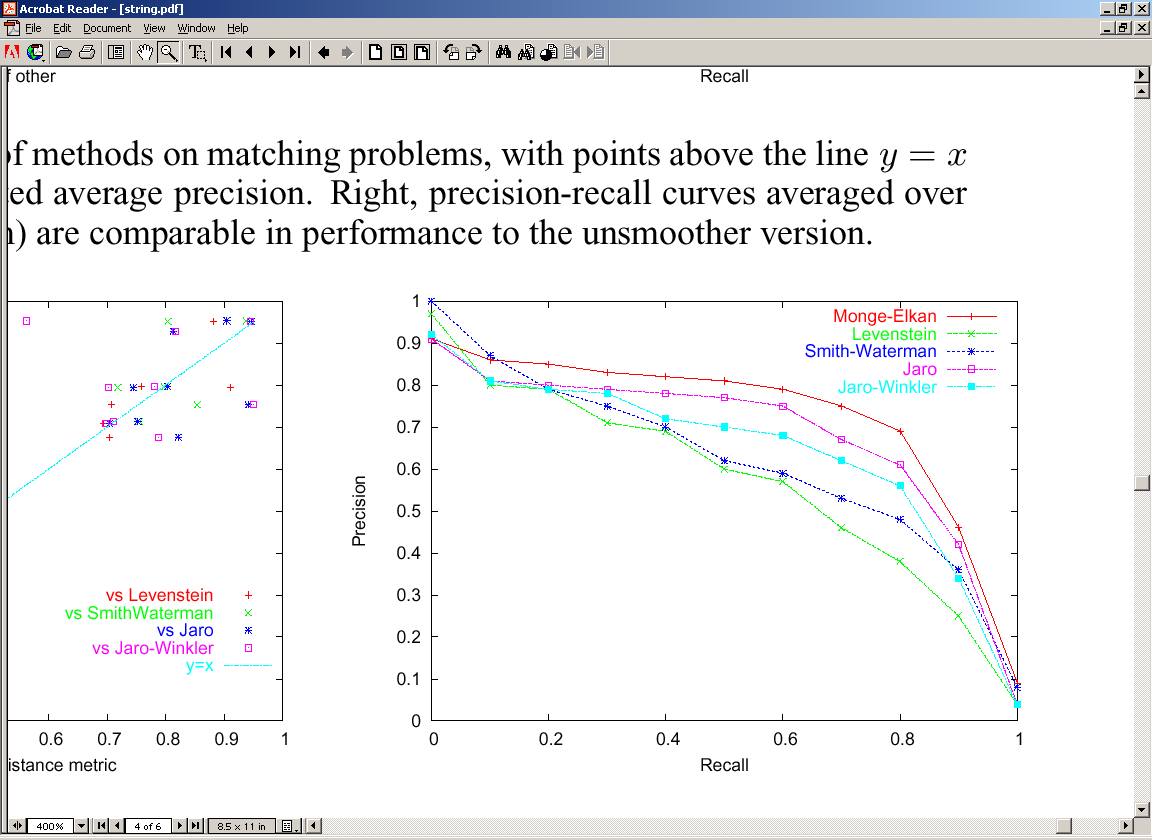 Acrobat Reader - [string.pdf]
File Edit Document View Window Help
f other
Recall
of methods on matching problems, with points above the line y = x
ed average precision. Right, precision-recall curves averaged over
) are comparable in performance to the unsmoother version.
vs Levenstein
vs SmithWaterman
vs Jaro
vs Jaro-Winkler
y=x
0.6 0.7 0.8 0.9 1
istance metric
Monge-Elkan
Levenstein
Smith-Waterman
Jaro
Jaro-Winkler
1
0.9
0.8
0.7
0.6
0.5
0.4
0.3
0.2
0.1
0
Precision
0 0.2 0.4 0.6 0.8 1
Recall
400% 4 of 6 8.5 x 11 in